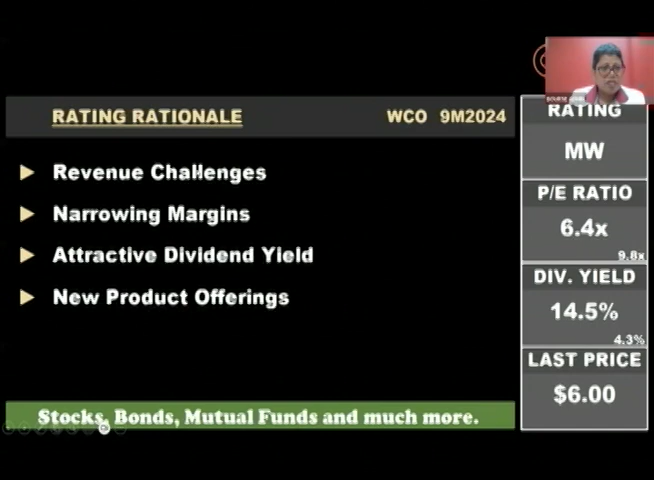 RATING RATIONALE
WCO 9M2024
Revenue Challenges
Narrowing Margins
Attractive Dividend Yield
New Product Offerings
Stocks, Bonds, Mutual Funds and much more.
RATING
MW
P/E RATIO
6.4x
9.8x
DIV. YIELD
14.5%
4.3%
LAST PRICE
$6.00